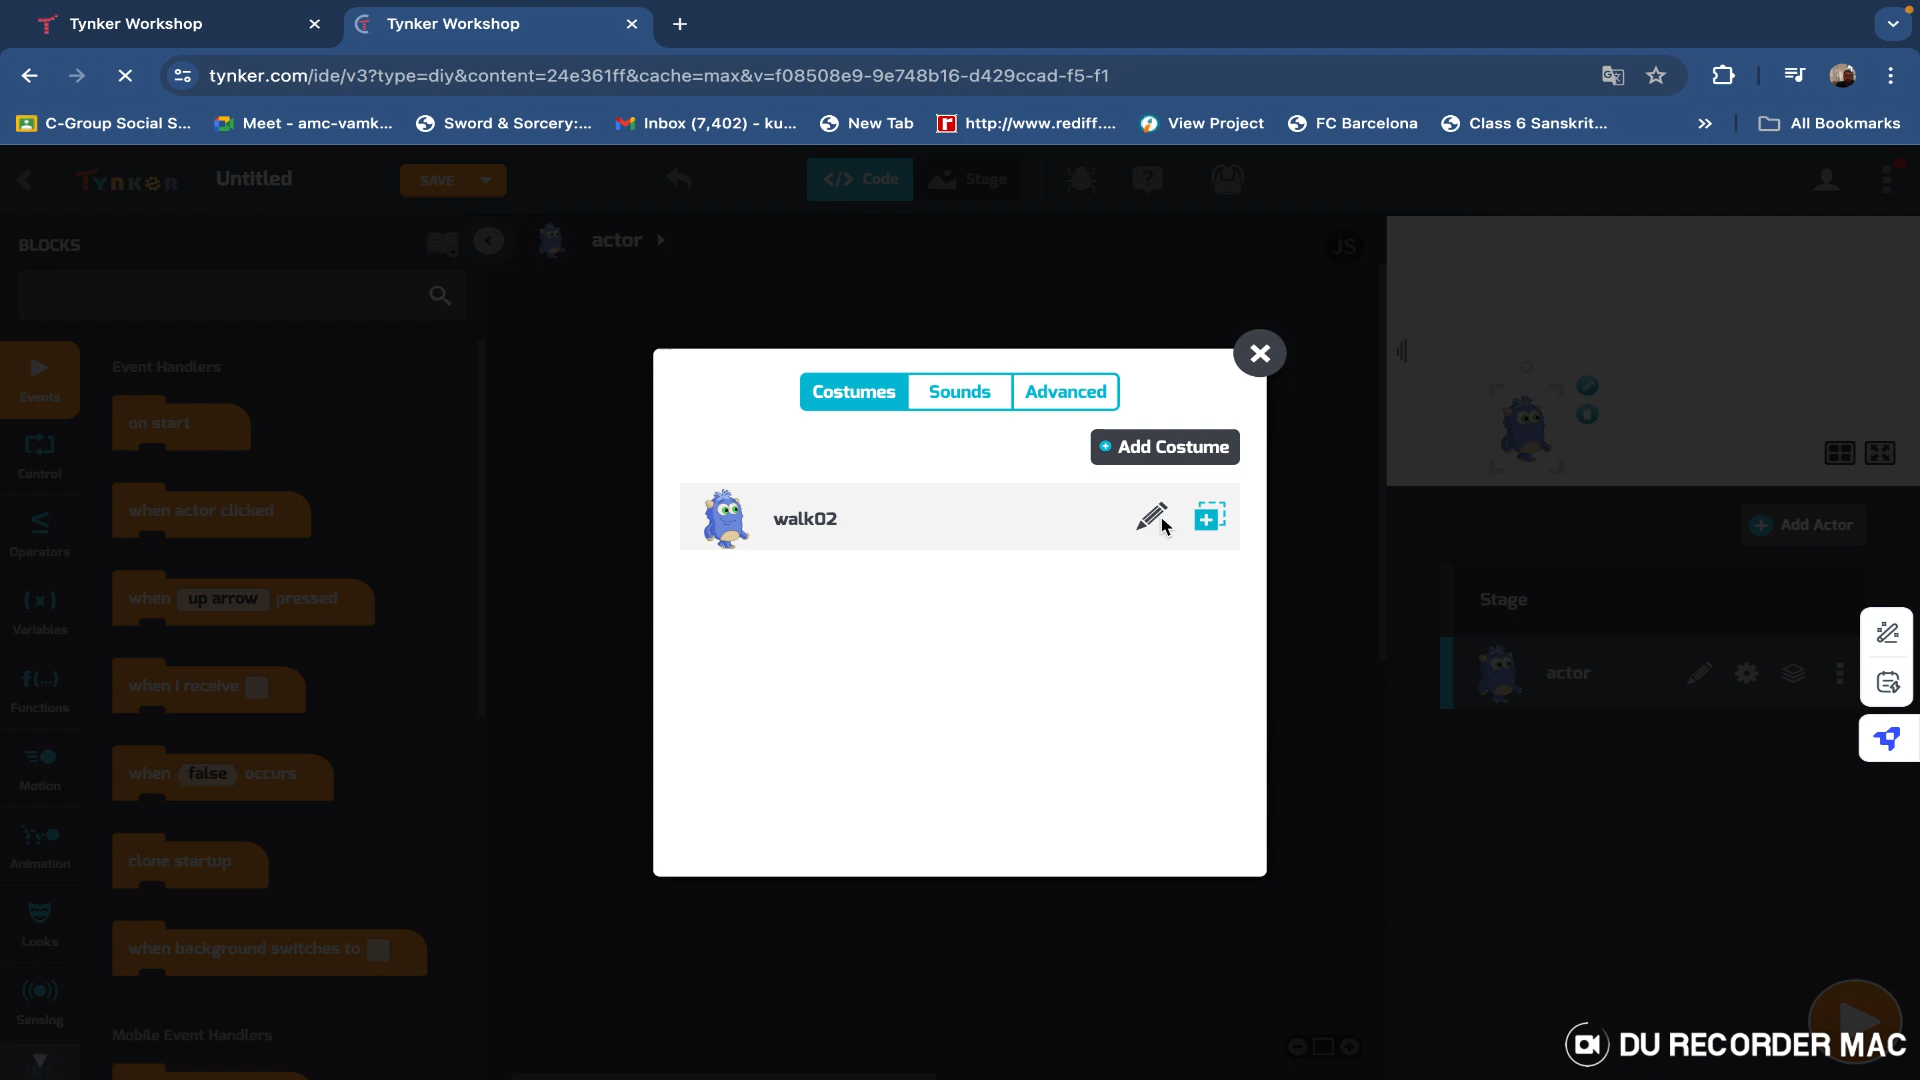 Tynker Workshop
Tynker Workshop
tynker.com/ide/v3?type=diy&content=24e361ff&cache=max&v=f08508e9-9e748b16-d429ccad-f5-f1
C-Group Social S...
Meet - amc-vamk...
Sword & Sorcery:...
Inbox (7,402) - ku...
New Tab
http://www.rediff....
View Project
FC Barcelona
Class 6 Sanskrit...
All Bookmarks
TYNKER
Untitled
SAVE
</> Code
Stage
BLOCKS
actor
JS
Events
Control
Operators
Variables
Functions
Motion
Animation
Looks
Sensing
Event Handlers
on start
when actor clicked
when up arrow pressed
when I receive
when false occurs
clone startup
when background switches to
Mobile Event Handlers
Costumes
Sounds
Advanced
Add Costume
walk02
Add Actor
Stage
actor
DU RECORDER MAC